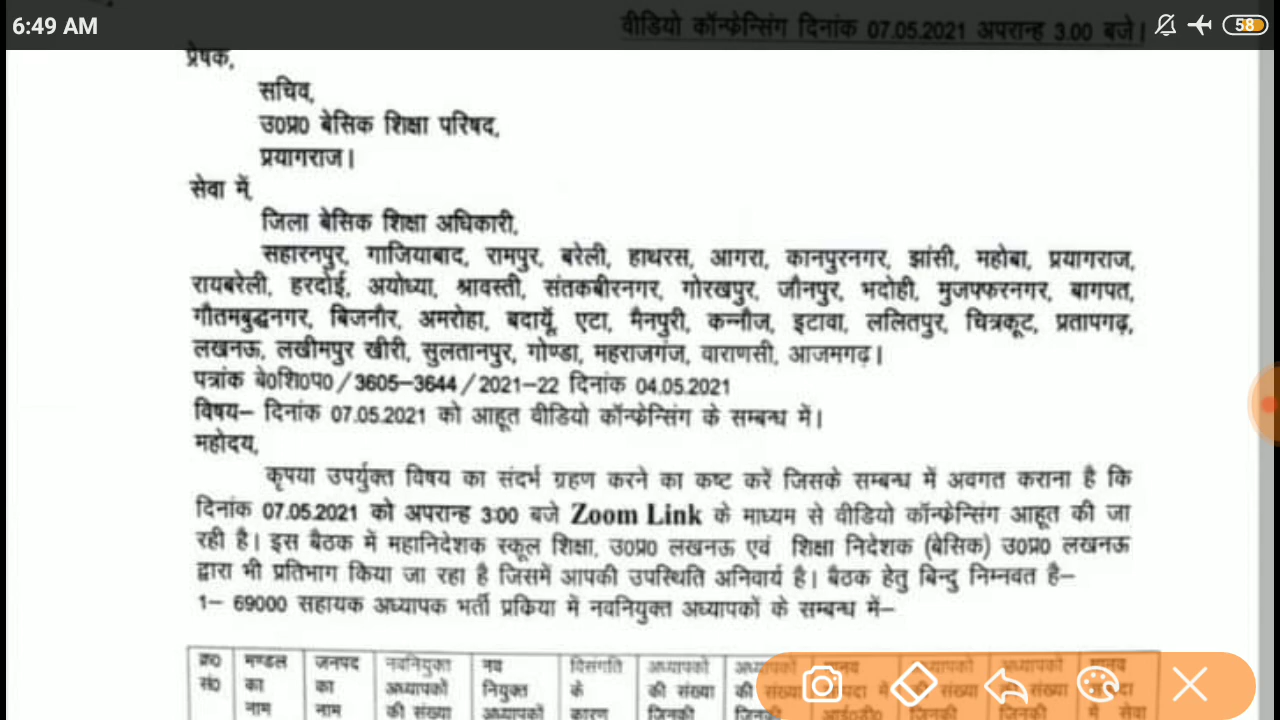 6:49 AM
वीडियो कॉन्फ्रेन्सिंग दिनांक 07.05.2021 अपरान्ह 3.00 बजे।
58
प्रेषक,
सचिव,
उ0प्र0 बेसिक शिक्षा परिषद,
प्रयागराज।
सेवा में,
जिला बेसिक शिक्षा अधिकारी,
सहारनपुर, गाजियाबाद, रामपुर, बरेली, हाथरस, आगरा, कानपुरनगर, झांसी, महोबा, प्रयागराज,
रायबरेली, हरदोई, अयोध्या, श्रावस्ती, संतकबीरनगर, गोरखपुर, जौनपुर, भदोही, मुजफ्फरनगर, बागपत,
गौतमबुद्धनगर, बिजनौर, अमरोहा, बदायूँ, एटा, मैनपुरी, कन्नौज, इटावा, ललितपुर, चित्रकूट, प्रतापगढ़,
लखनऊ, लखीमपुर खीरी, सुलतानपुर, गोण्डा, महराजगंज, वाराणसी, आजमगढ़।
पत्रांक बे0शि0प0/3605–3644/2021–22 दिनांक 04.05.2021
विषय– दिनांक 07.05.2021 को आहूत वीडियो कॉन्फ्रेन्सिंग के सम्बन्ध में।
महोदय,
कृपया उपर्युक्त विषय का संदर्भ ग्रहण करने का कष्ट करें जिसके सम्बन्ध में अवगत कराना है कि
दिनांक 07.05.2021 को अपरान्ह 3:00 बजे Zoom Link के माध्यम से वीडियो कॉन्फ्रेन्सिंग आहूत की जा
रही है। इस बैठक में महानिदेशक स्कूल शिक्षा, उ0प्र0 लखनऊ एवं शिक्षा निदेशक (बेसिक) उ0प्र0 लखनऊ
द्वारा भी प्रतिभाग किया जा रहा है जिसमें आपकी उपस्थिति अनिवार्य है। बैठक हेतु बिन्दु निम्नवत है–
1– 69000 सहायक अध्यापक भर्ती प्रकिया में नवनियुक्त अध्यापकों के सम्बन्ध में–
क्र0 मण्डल जनपद नवनियुक्त नव विसंगति अध्यापकों
सं0 का का अध्यापकों नियुक्त के की संख्या की संख्या
नाम नाम की संख्या अध्यापकों कारण जिनकी जिनकी